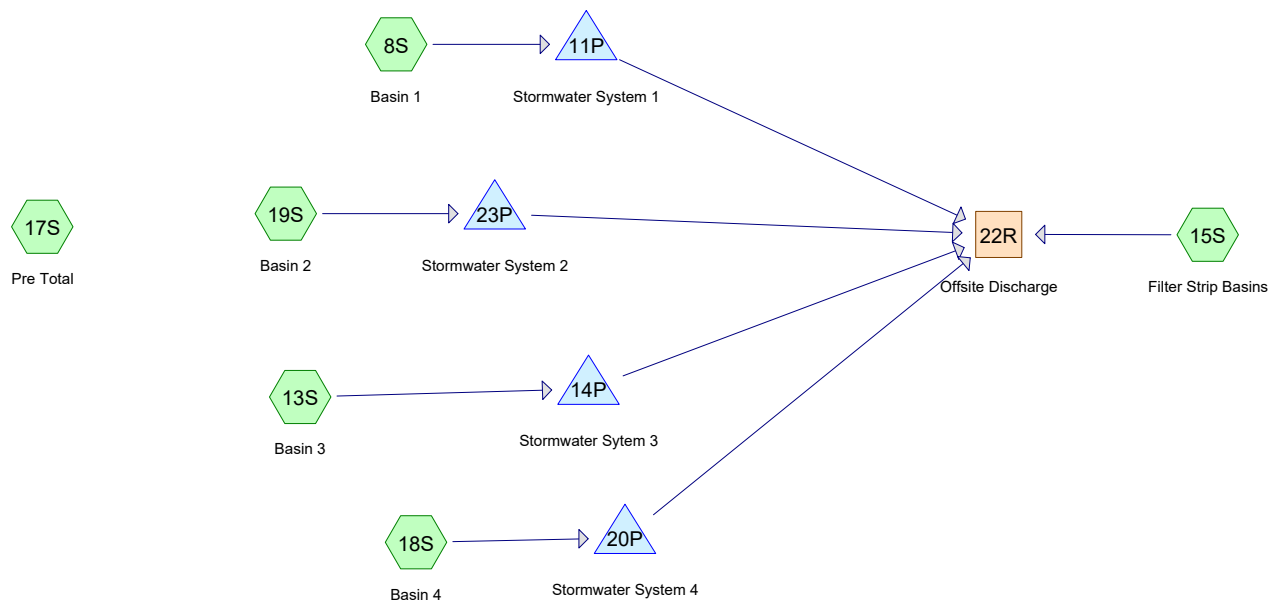 8S
11P
Basin 1
Stormwater System 1
19S
23P
17S
22R
15S
Basin 2
Stormwater System 2
Pre Total
Offsite Discharge
Filter Strip Basins
13S
14P
Basin 3
Stormwater Sytem 3
18S
20P
Basin 4
Stormwater System 4